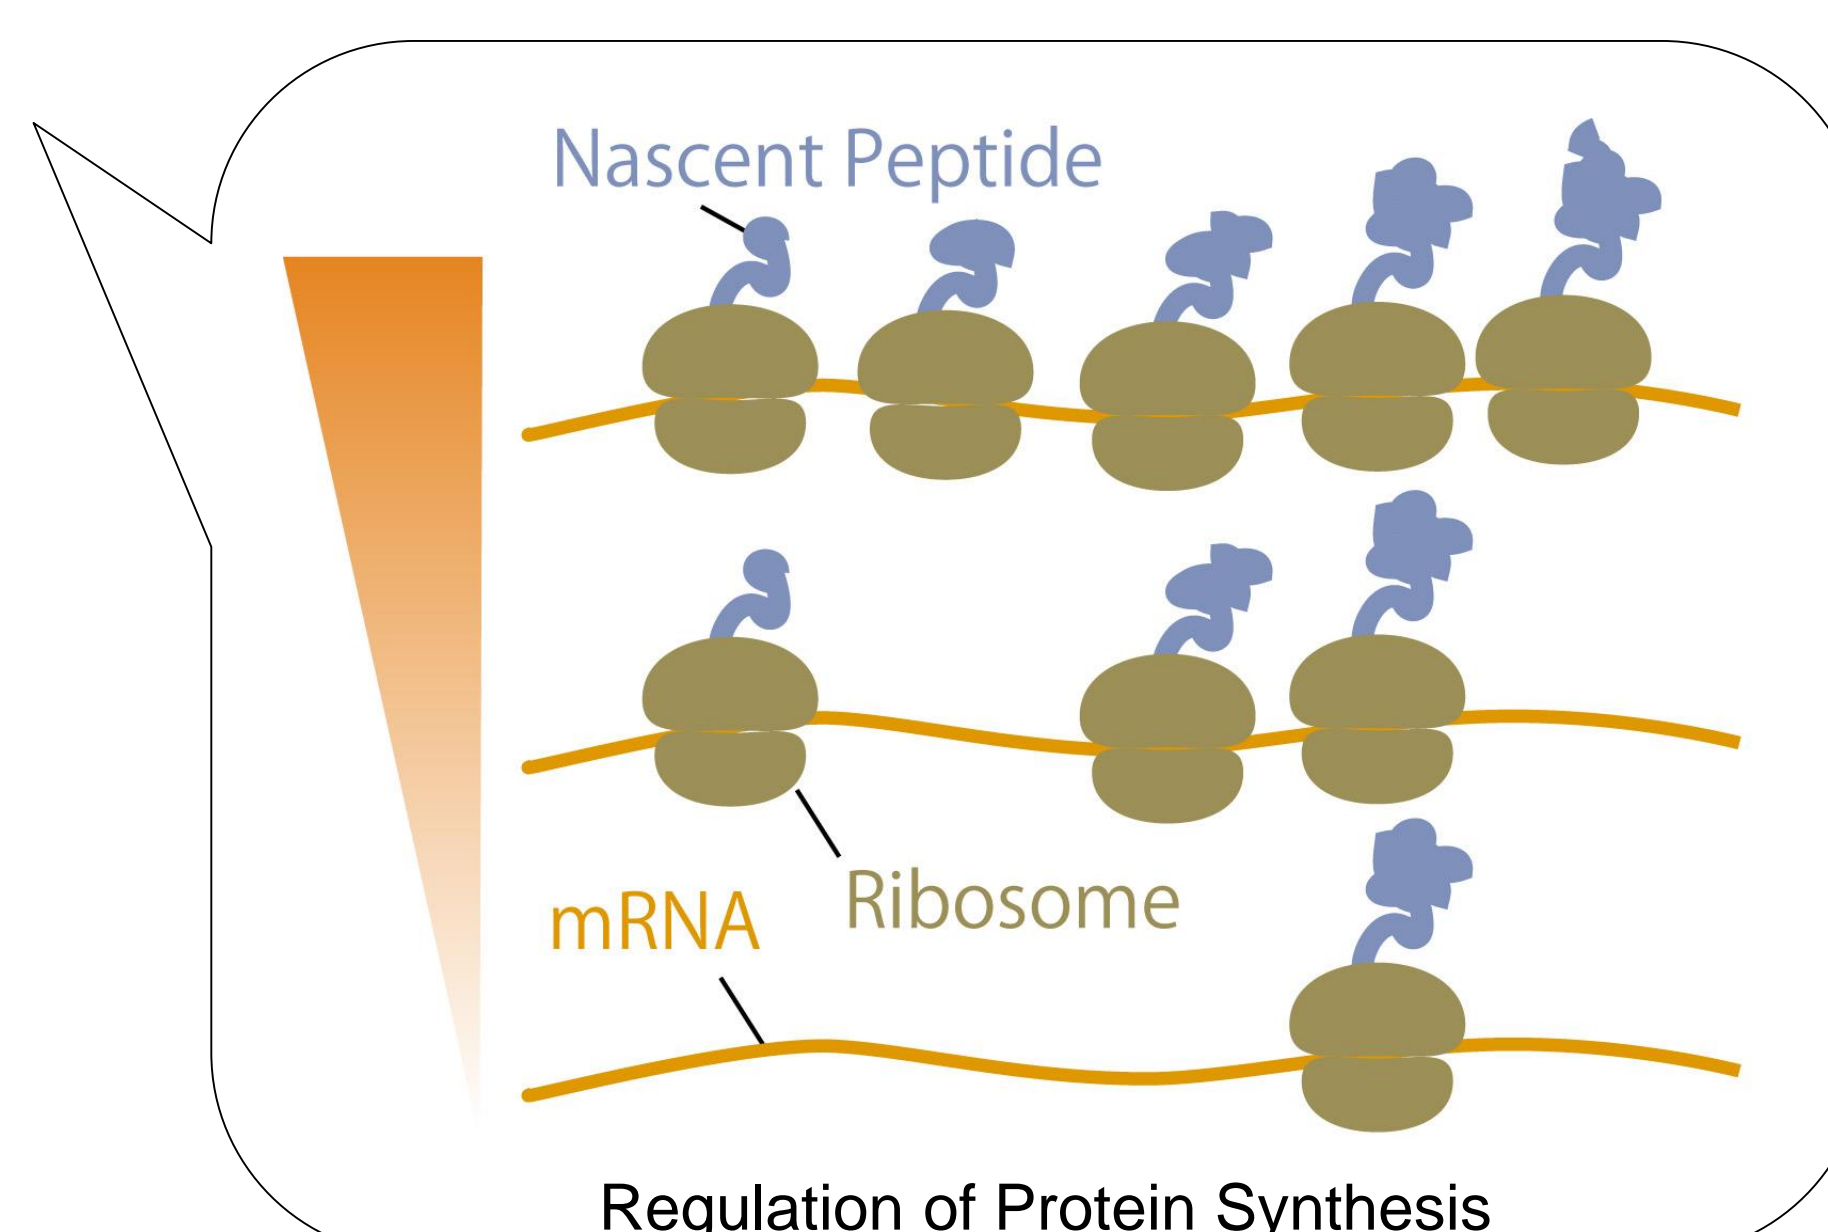 Nascent Peptide
Ribosome
mRNA
Regulation of Protein Synthesis